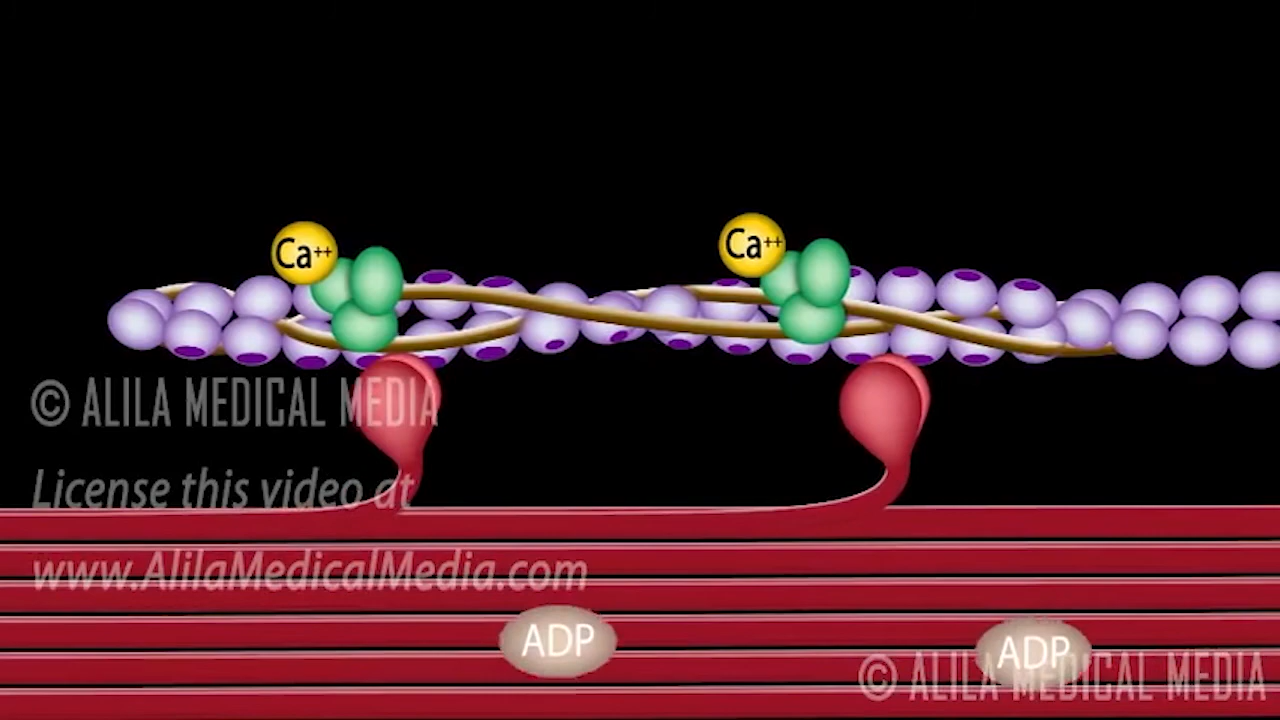 Ca++
Ca++
© ALILA MEDICAL MEDIA
License this video at
www.AlilaMedicalMedia.com
ADP
ADP
© ALILA MEDICAL MEDIA